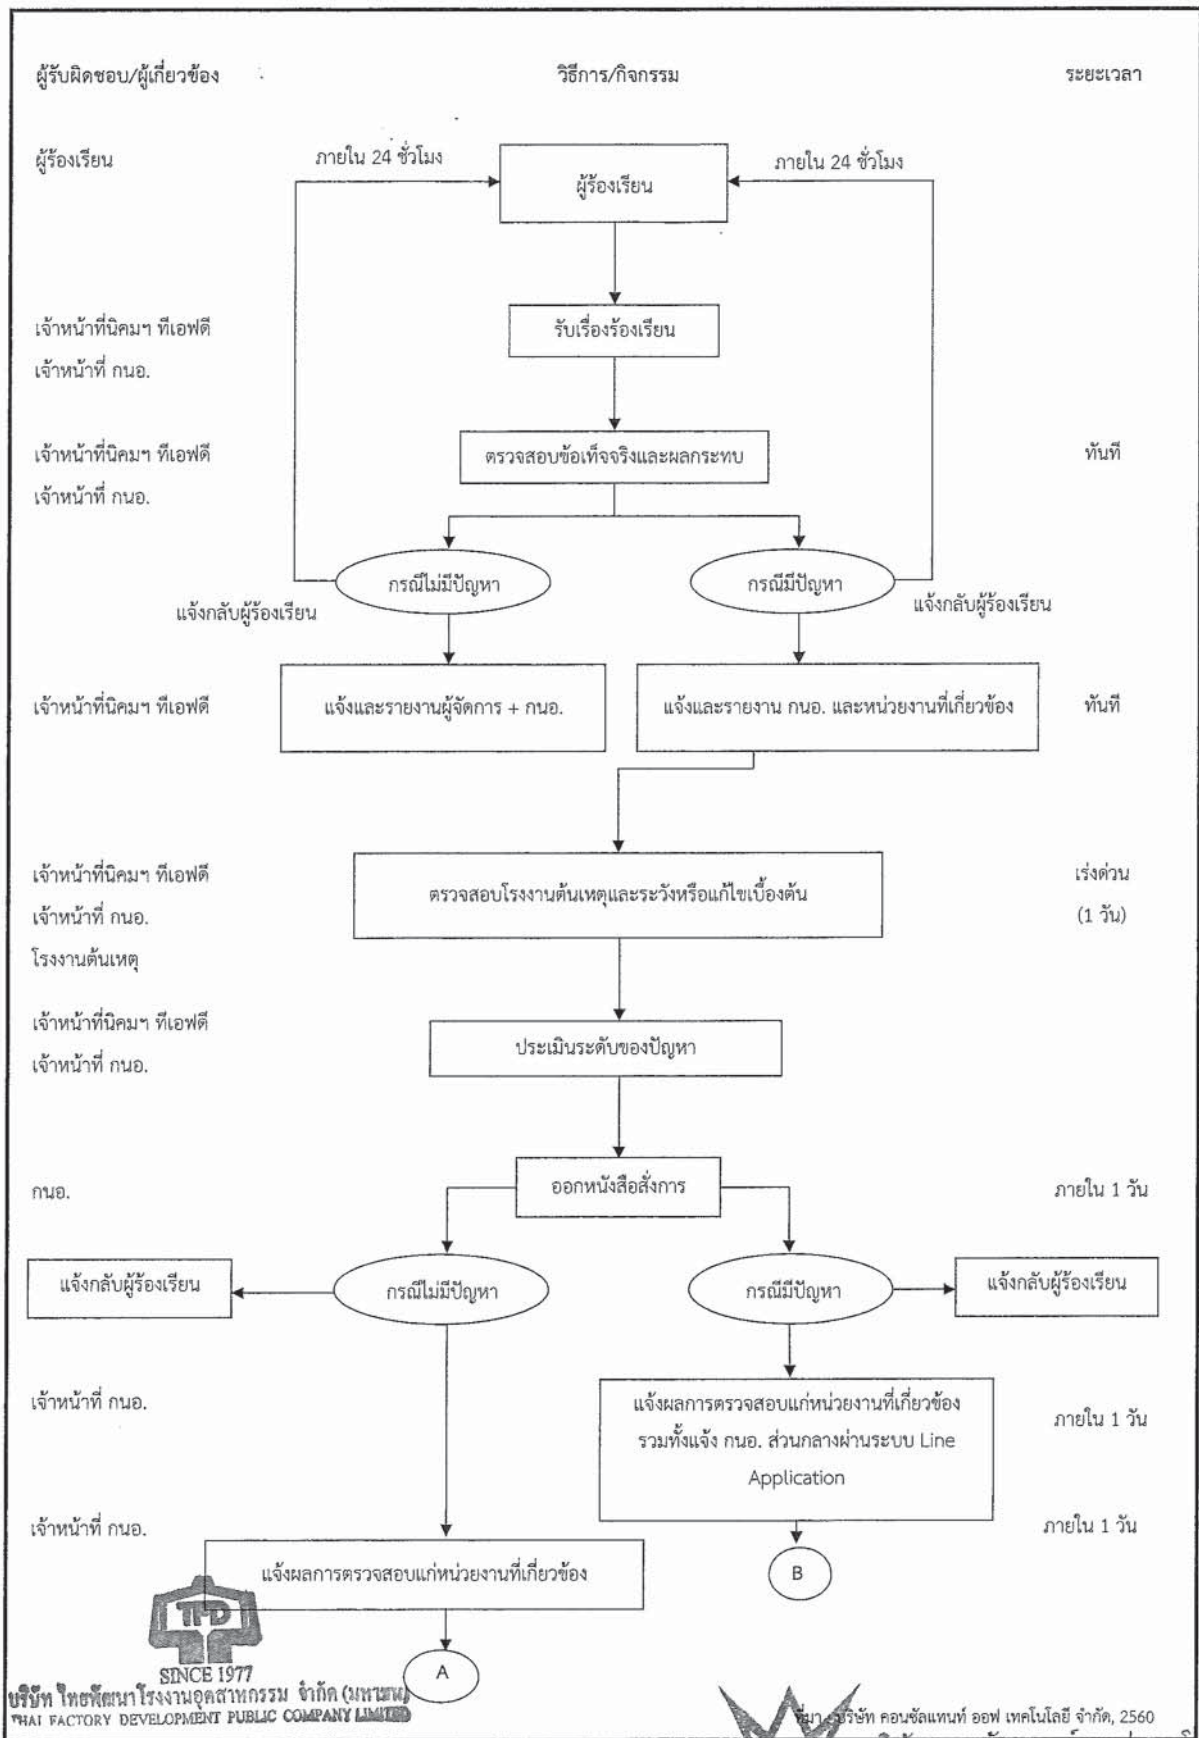 ผู้รับผิดชอบ/ผู้เกี่ยวข้อง วิธีการ/กิจกรรม ระยะเวลา
ผู้ร้องเรียน
ภายใน 24 ชั่วโมง
ผู้ร้องเรียน
ภายใน 24 ชั่วโมง
เจ้าหน้าที่นิคมฯ ทีเอฟดี
เจ้าหน้าที่ กนอ.
รับเรื่องร้องเรียน
เจ้าหน้าที่นิคมฯ ทีเอฟดี
เจ้าหน้าที่ กนอ.
ตรวจสอบข้อเท็จจริงและผลกระทบ
ทันที
กรณีไม่มีปัญหา
กรณีมีปัญหา
แจ้งกลับผู้ร้องเรียน
แจ้งกลับผู้ร้องเรียน
เจ้าหน้าที่นิคมฯ ทีเอฟดี
แจ้งและรายงานผู้จัดการ + กนอ.
แจ้งและรายงาน กนอ. และหน่วยงานที่เกี่ยวข้อง
ทันที
เจ้าหน้าที่นิคมฯ ทีเอฟดี
เจ้าหน้าที่ กนอ.
โรงงานต้นเหตุ
ตรวจสอบโรงงานต้นเหตุและระวังหรือแก้ไขเบื้องต้น
เร่งด่วน
(1 วัน)
เจ้าหน้าที่นิคมฯ ทีเอฟดี
เจ้าหน้าที่ กนอ.
ประเมินระดับของปัญหา
กนอ.
ออกหนังสือสั่งการ
ภายใน 1 วัน
แจ้งกลับผู้ร้องเรียน
กรณีไม่มีปัญหา
กรณีมีปัญหา
แจ้งกลับผู้ร้องเรียน
เจ้าหน้าที่ กนอ.
แจ้งผลการตรวจสอบแก่หน่วยงานที่เกี่ยวข้อง
รวมทั้งแจ้ง กนอ. ส่วนกลางผ่านระบบ Line
Application
ภายใน 1 วัน
เจ้าหน้าที่ กนอ.
ภายใน 1 วัน
แจ้งผลการตรวจสอบแก่หน่วยงานที่เกี่ยวข้อง
B
A
TFD
SINCE 1977
บริษัท ไทยพัฒนาโรงงานอุตสาหกรรม จำกัด (มหาชน)
THAI FACTORY DEVELOPMENT PUBLIC COMPANY LIMITED
ที่มา : บริษัท คอนซัลแทนท์ ออฟ เทคโนโลยี จำกัด, 2560